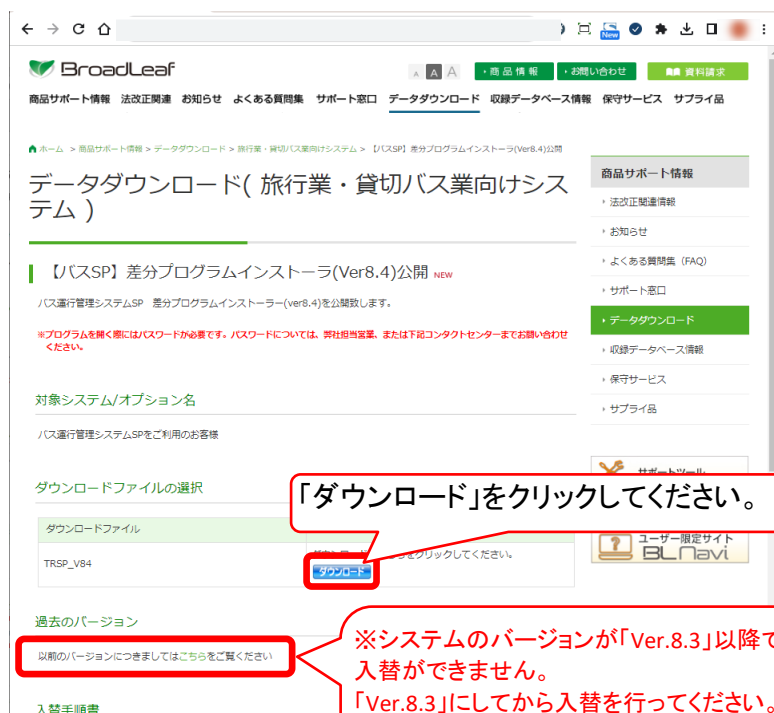 New
BroadLeaf
A A A ・商品情報 ・お問い合わせ 資料請求
商品サポート情報 法改正関連 お知らせ よくある質問集 サポート窓口 データダウンロード 収録データベース情報 保守サービス サプライ品
ホーム > 商品サポート情報 > データダウンロード > 旅行業・貸切バス業向けシステム > 【バスSP】差分プログラムインストーラ(Ver8.4)公開
データダウンロード( 旅行業・貸切バス業向けシス
テム )
【バスSP】差分プログラムインストーラ(Ver8.4)公開 NEW
バス運行管理システムSP 差分プログラムインストーラー(ver8.4)を公開致します。
※プログラムを開く際にはパスワードが必要です。パスワードについては、弊社担当営業、または下記コンタクトセンターまでお問い合わせ
ください。
対象システム/オプション名
バス運行管理システムSPをご利用のお客様
ダウンロードファイルの選択
「ダウンロード」をクリックしてください。
ダウンロードファイル
TRSP_V84
をクリックしてください。
ダウンロード
過去のバージョン
以前のバージョンにつきましてはこちらをご覧ください
※システムのバージョンが「Ver.8.3」以降で
入替ができません。
「Ver.8.3」にしてから入替を行ってください。
入替手順書
商品サポート情報
法改正関連情報
お知らせ
よくある質問集（FAQ）
サポート窓口
データダウンロード
収録データベース情報
保守サービス
サプライ品
サポートツール
ユーザー限定サイト
BLNavi